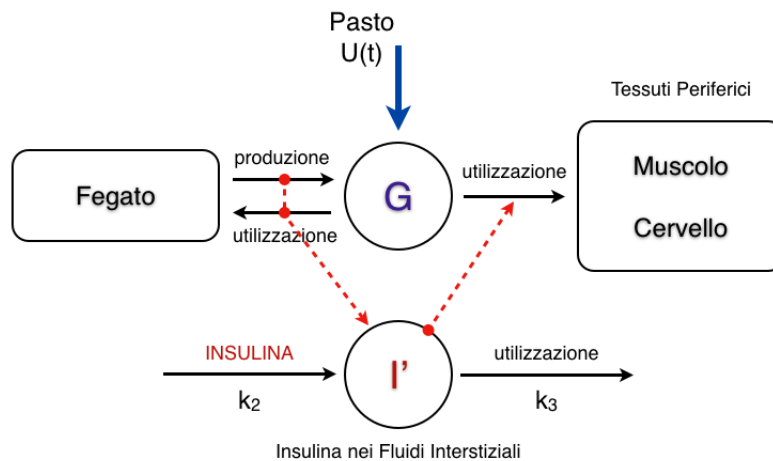 Pasto
U(t)
Tessuti Periferici
Fegato
produzione
utilizzazione
G
utilizzazione
Muscolo
Cervello
INSULINA
k2
I’
utilizzazione
k3
Insulina nei Fluidi Interstiziali